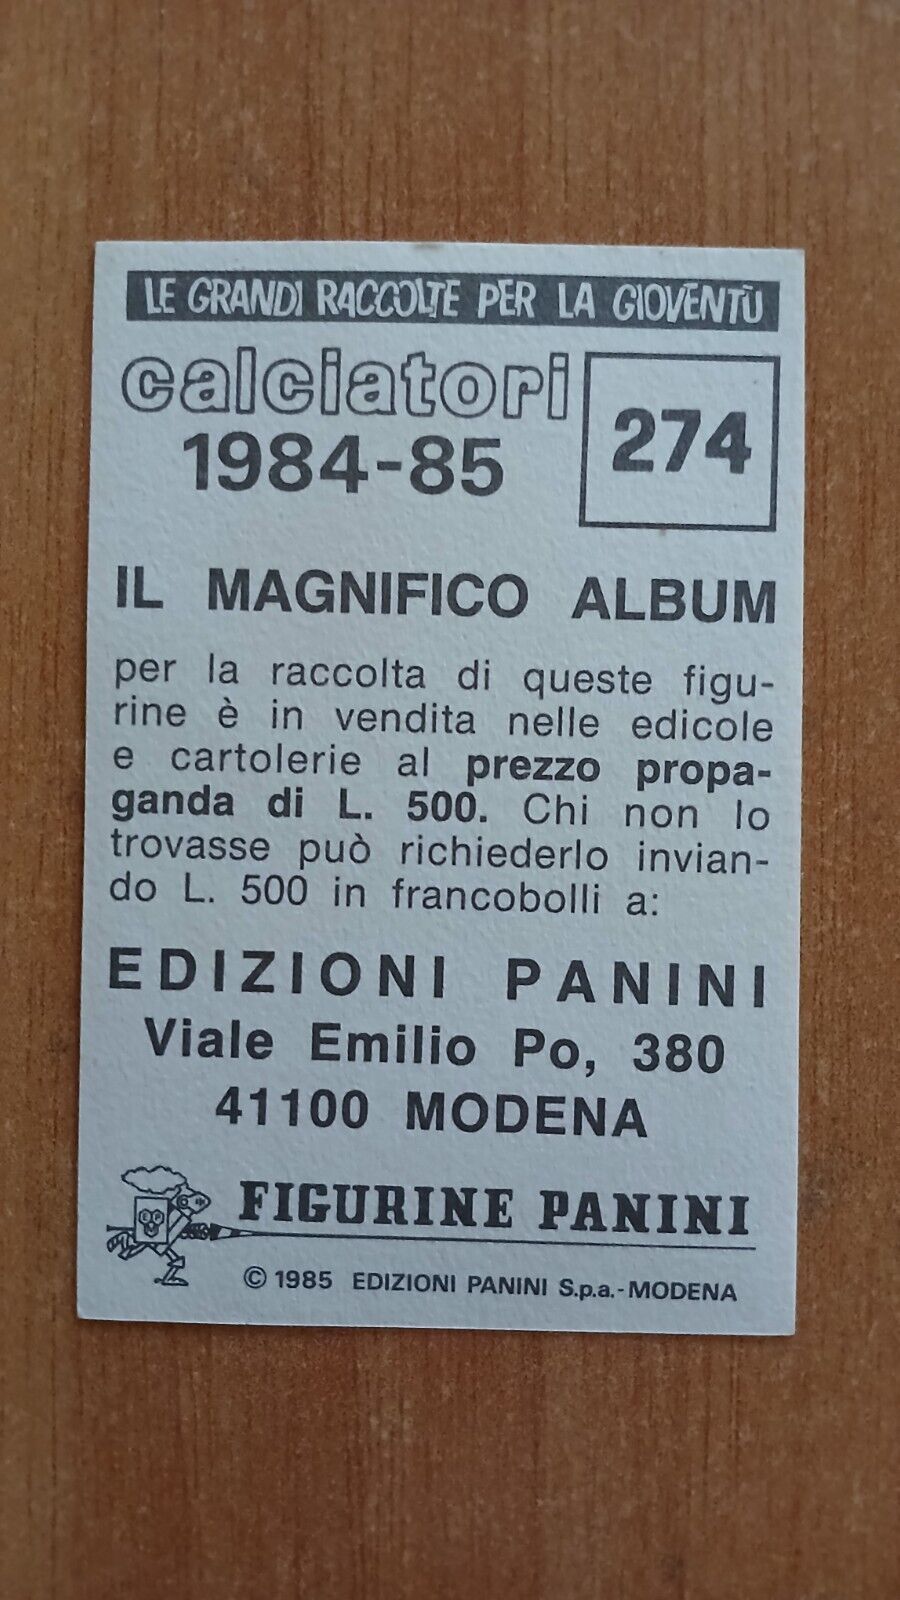 LE GRANDI RACCOLTE PER LA GIOVENTÙ
calciatori
1984-85
274
IL MAGNIFICO ALBUM
per la raccolta di queste figu-
rine è in vendita nelle edicole
e cartolerie al prezzo propa-
ganda di L. 500. Chi non lo
trovasse può richiederlo invian-
do L. 500 in francobolli a:
EDIZIONI PANINI
Viale Emilio Po, 380
41100 MODENA
FIGURINE PANINI
© 1985 EDIZIONI PANINI S.p.a.-MODENA